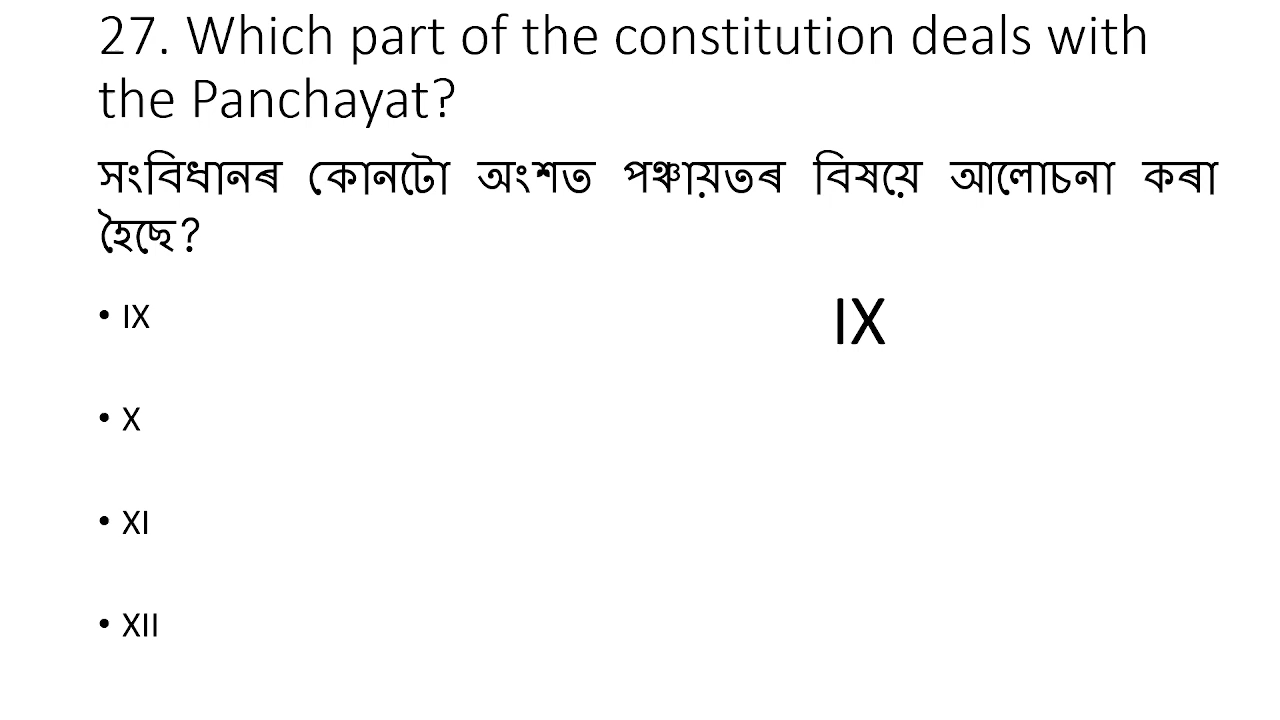 27. Which part of the constitution deals with
the Panchayat?
সংবিধানৰ কোনটো অংশত পঞ্চায়তৰ বিষয়ে আলোচনা কৰা
হৈছে?
• IX
IX
• X
• XI
• XII